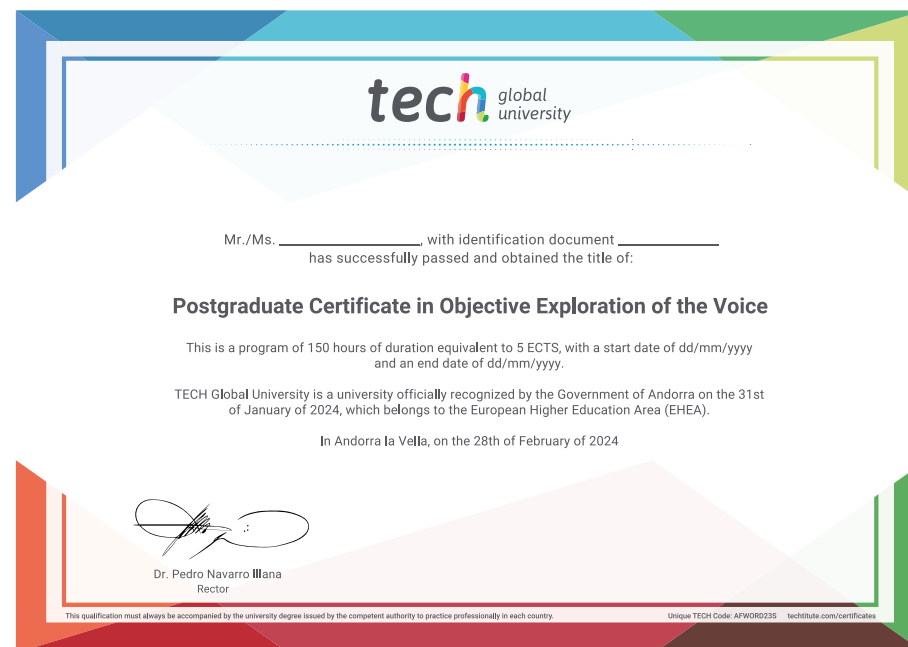 tech global university
Mr./Ms. ____________________, with identification document ______________
has successfully passed and obtained the title of:
Postgraduate Certificate in Objective Exploration of the Voice
This is a program of 150 hours of duration equivalent to 5 ECTS, with a start date of dd/mm/yyyy
and an end date of dd/mm/yyyy.
TECH Global University is a university officially recognized by the Government of Andorra on the 31st
of January of 2024, which belongs to the European Higher Education Area (EHEA).
In Andorra la Vella, on the 28th of February of 2024
Dr. Pedro Navarro Illana
Rector
This qualification must always be accompanied by the university degree issued by the competent authority to practice professionally in each country. Unique TECH Code: AFWORD23S techtitute.com/certificates